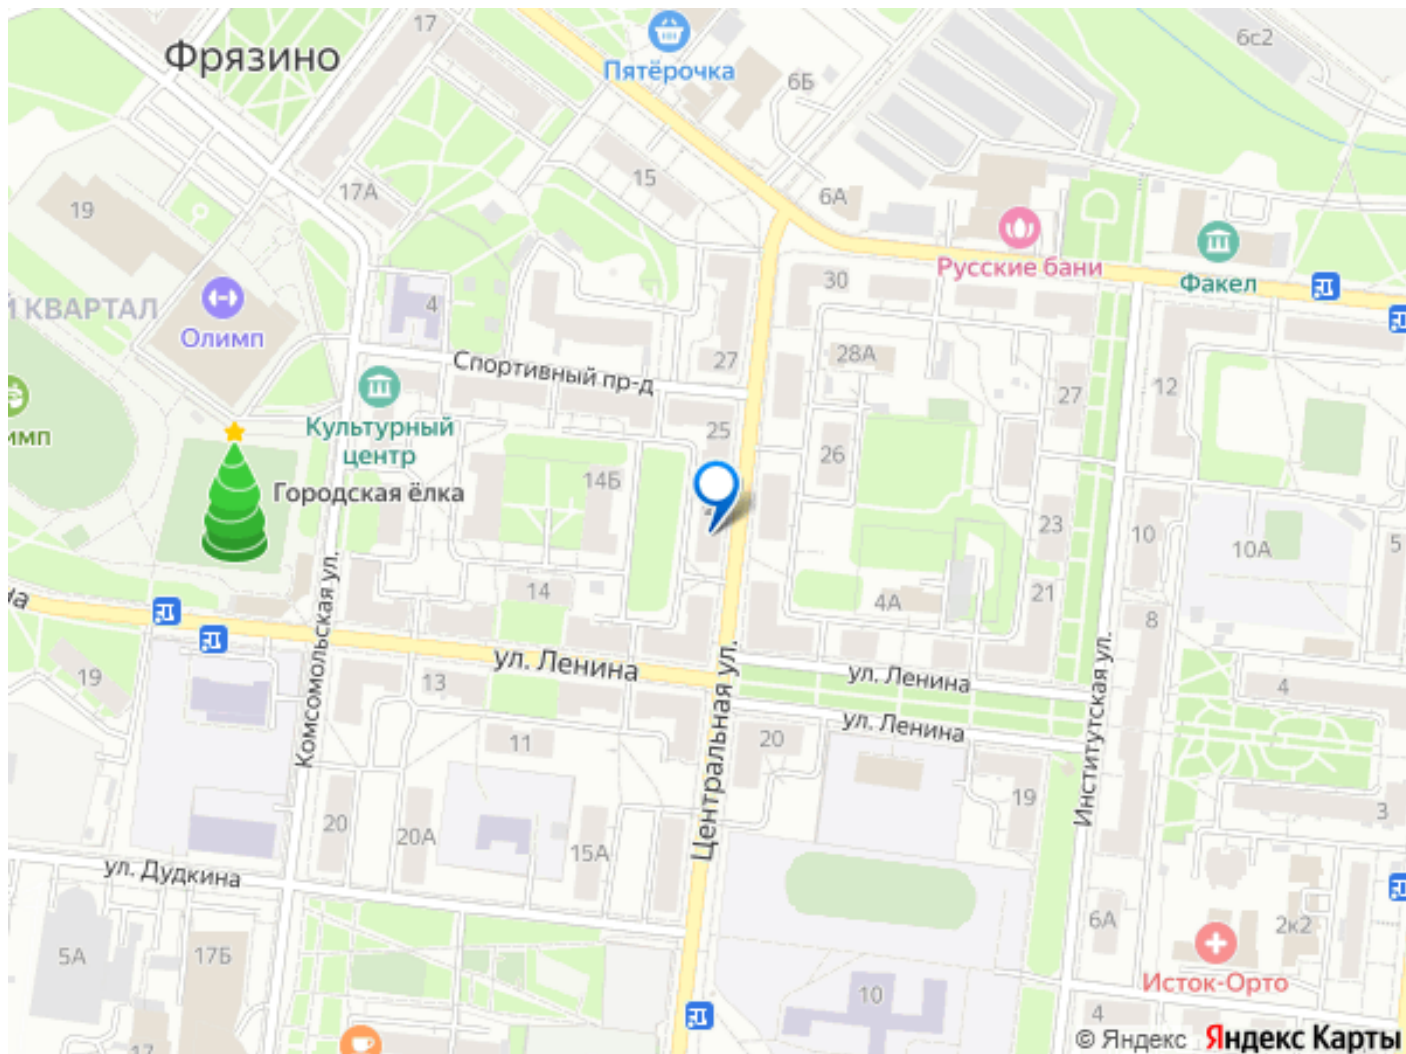 17
6с2
Фрязино
Пятёрочка
6Б
15
17А
6А
19
Русские бани
Факел
30
Й КВАРТАЛ
4
Олимп
27
28А
Спортивный пр-д
27
12
25
Культурный
центр
имп
26
14Б
Городская ёлка
23
10
10А
5
14
21
4А
8
на
Комсомольская ул.
ул. Ленина
Центральная ул.
ул. Ленина
Институтская ул.
19
13
4
ул. Ленина
11
20
19
3
20
20А
15А
ул. Дудкина
6А
2к2
5А
17Б
Исток-Орто
10
4
17
© Яндекс Яндекс Карты